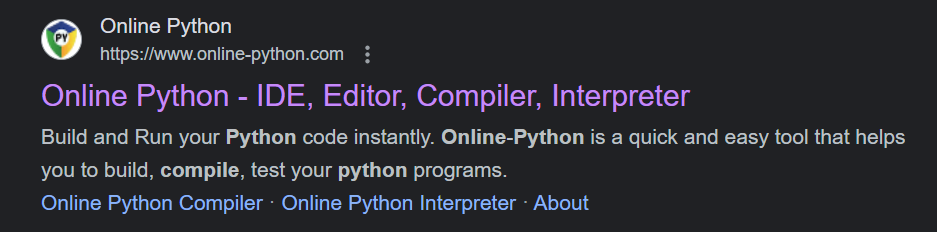 PY
Online Python
https://www.online-python.com
Online Python - IDE, Editor, Compiler, Interpreter
Build and Run your Python code instantly. Online-Python is a quick and easy tool that helps
you to build, compile, test your python programs.
Online Python Compiler · Online Python Interpreter · About